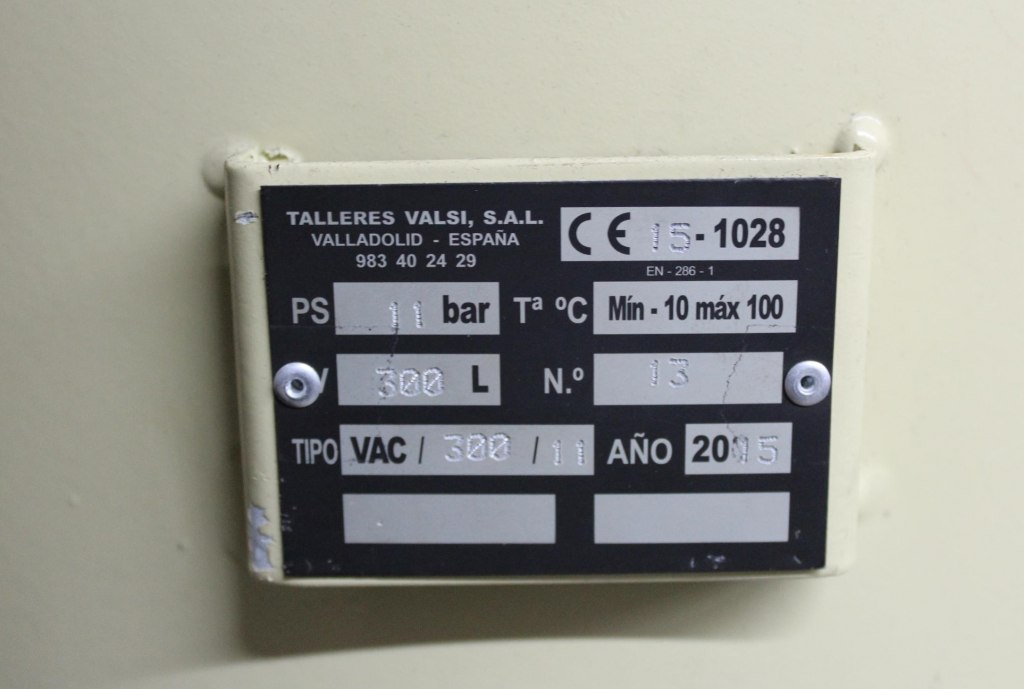 TALLERES VALSI, S.A.L.
VALLADOLID - ESPAÑA
983 40 24 29
CE 15 - 1028
EN - 286 - 1
PS 11 bar Tª ºC Mín - 10 máx 100
V 300 L N.º 13
TIPO VAC / 300 / 11 AÑO 2015